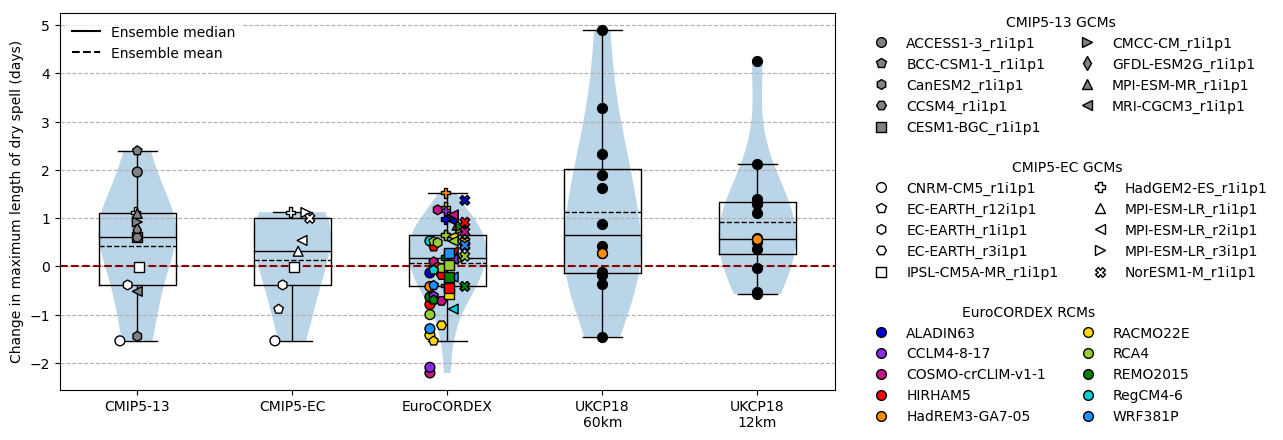 Change in maximum length of dry spell (days)
5
4
3
2
1
0
−1
−2
Ensemble median
Ensemble mean
CMIP5-13
CMIP5-EC
EuroCORDEX
UKCP18
60km
UKCP18
12km
CMIP5-13 GCMs
ACCESS1-3_r1i1p1
BCC-CSM1-1_r1i1p1
CanESM2_r1i1p1
CCSM4_r1i1p1
CESM1-BGC_r1i1p1
CMCC-CM_r1i1p1
GFDL-ESM2G_r1i1p1
MPI-ESM-MR_r1i1p1
MRI-CGCM3_r1i1p1
CMIP5-EC GCMs
CNRM-CM5_r1i1p1
EC-EARTH_r12i1p1
EC-EARTH_r1i1p1
EC-EARTH_r3i1p1
IPSL-CM5A-MR_r1i1p1
HadGEM2-ES_r1i1p1
MPI-ESM-LR_r1i1p1
MPI-ESM-LR_r2i1p1
MPI-ESM-LR_r3i1p1
NorESM1-M_r1i1p1
EuroCORDEX RCMs
ALADIN63
CCLM4-8-17
COSMO-crCLIM-v1-1
HIRHAM5
HadREM3-GA7-05
RACMO22E
RCA4
REMO2015
RegCM4-6
WRF381P